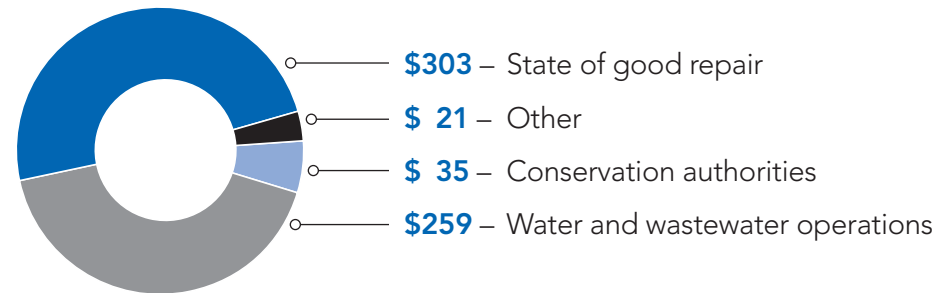 $303 – State of good repair
$ 21 – Other
$ 35 – Conservation authorities
$259 – Water and wastewater operations